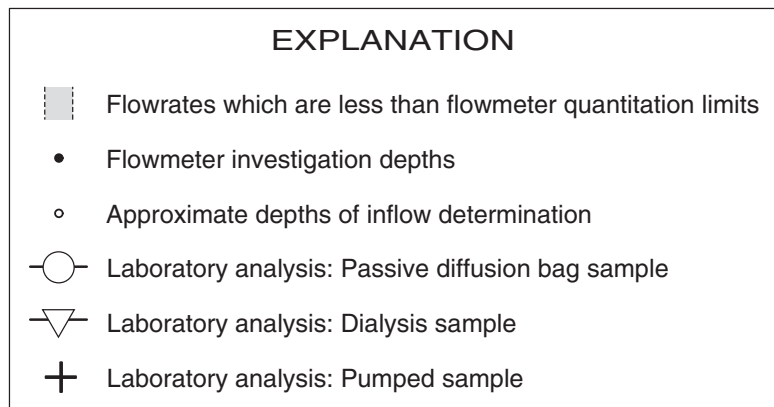 EXPLANATION
Flowrates which are less than flowmeter quantitation limits
Flowmeter investigation depths
Approximate depths of inflow determination
Laboratory analysis: Passive diffusion bag sample
Laboratory analysis: Dialysis sample
Laboratory analysis: Pumped sample